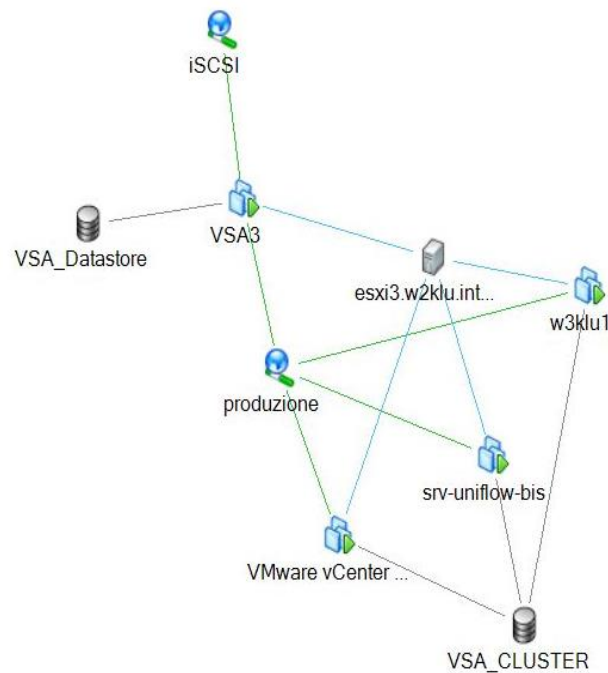 iSCSI
VSA3
VSA_Datastore
esxi3.w2klu.int...
w3klu1
produzione
srv-uniflow-bis
VMware vCenter ...
VSA_CLUSTER